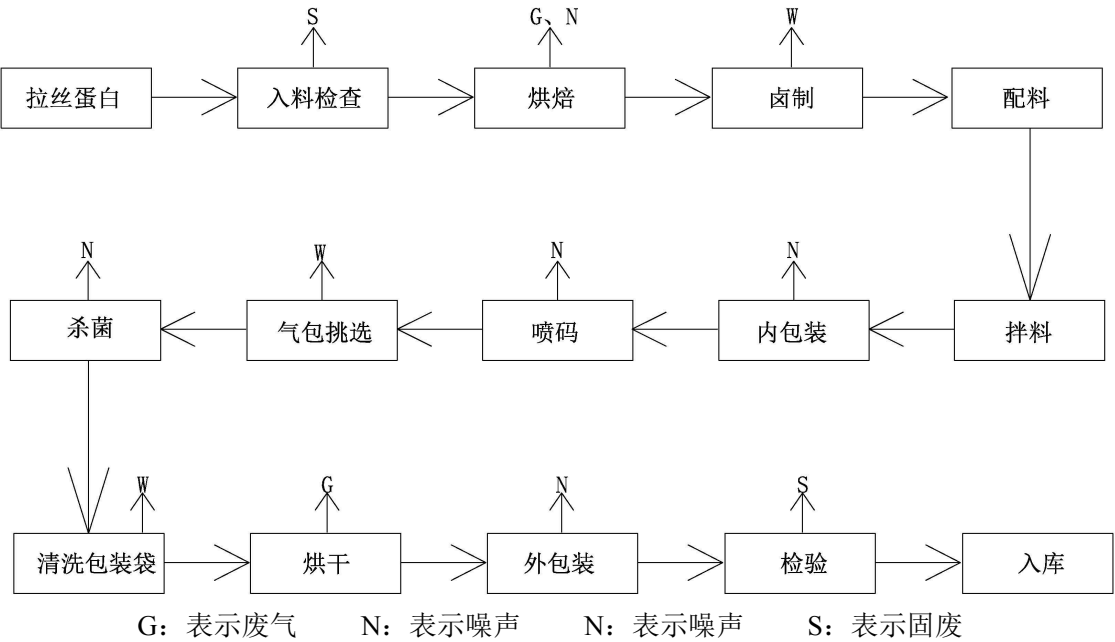 S G、N W
拉丝蛋白 入料检查 烘焙 卤制 配料
N W N N
杀菌 气包挑选 喷码 内包装 拌料
W G N S
清洗包装袋 烘干 外包装 检验 入库
G：表示废气 N：表示噪声 N：表示噪声 S：表示固废